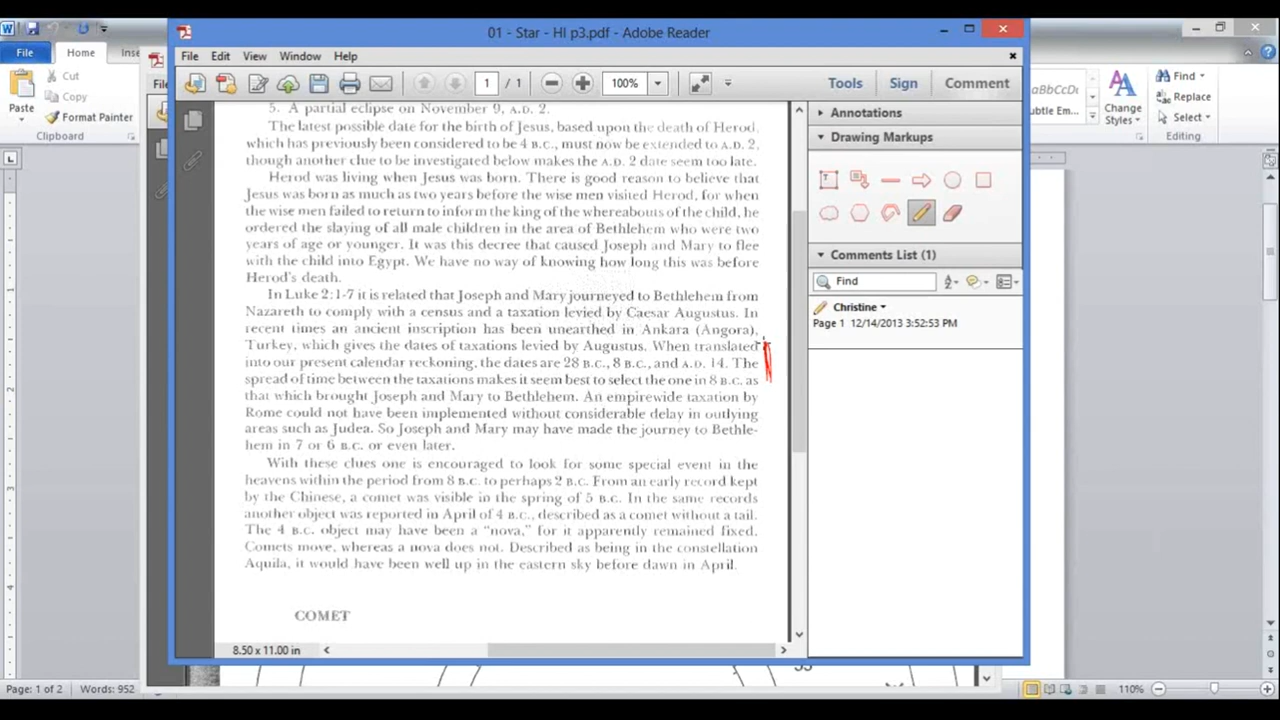 File
Home
Inse
Cut
Copy
Format Painter
Paste
Clipboard
01 - Star - HI p3.pdf - Adobe Reader
File Edit View Window Help
1 / 1 100% Tools Sign Comment
5. A partial eclipse on November 9, A.D. 2.
The latest possible date for the birth of Jesus, based upon the death of Herod,
which has previously been considered to be 4 B.C., must now be extended to A.D. 2,
though another clue to be investigated below makes the A.D. 2 date seem too late.
Herod was living when Jesus was born. There is good reason to believe that
Jesus was born as much as two years before the wise men visited Herod, for when
the wise men failed to return to inform the king of the whereabouts of the child, he
ordered the slaying of all male children in the area of Bethlehem who were two
years of age or younger. It was this decree that caused Joseph and Mary to flee
with the child into Egypt. We have no way of knowing how long this was before
Herod's death.
In Luke 2:1-7 it is related that Joseph and Mary journeyed to Bethlehem from
Nazareth to comply with a census and a taxation levied by Caesar Augustus. In
recent times an ancient inscription has been unearthed in Ankara (Angora),
Turkey, which gives the dates of taxations levied by Augustus. When translated
into our present calendar reckoning, the dates are 28 B.C., 8 B.C., and A.D. 14. The
spread of time between the taxations makes it seem best to select the one in 8 B.C. as
that which brought Joseph and Mary to Bethlehem. An empirewide taxation by
Rome could not have been implemented without considerable delay in outlying
areas such as Judea. So Joseph and Mary may have made the journey to Bethle-
hem in 7 or 6 B.C. or even later.
With these clues one is encouraged to look for some special event in the
heavens within the period from 8 B.C. to perhaps 2 B.C. From an early record kept
by the Chinese, a comet was visible in the spring of 5 B.C. In the same records
another object was reported in April of 4 B.C., described as a comet without a tail.
The 4 B.C. object may have been a "nova," for it apparently remained fixed.
Comets move, whereas a nova does not. Described as being in the constellation
Aquila, it would have been well up in the eastern sky before dawn in April.
COMET
8.50 x 11.00 in
Annotations
Drawing Markups
Comments List (1)
Find
Christine
Page 1 12/14/2013 3:52:53 PM
AaBbCcDc
ubtle Em...
Change
Styles
Find
Replace
Select
Editing
Page: 1 of 2 Words: 952
110%